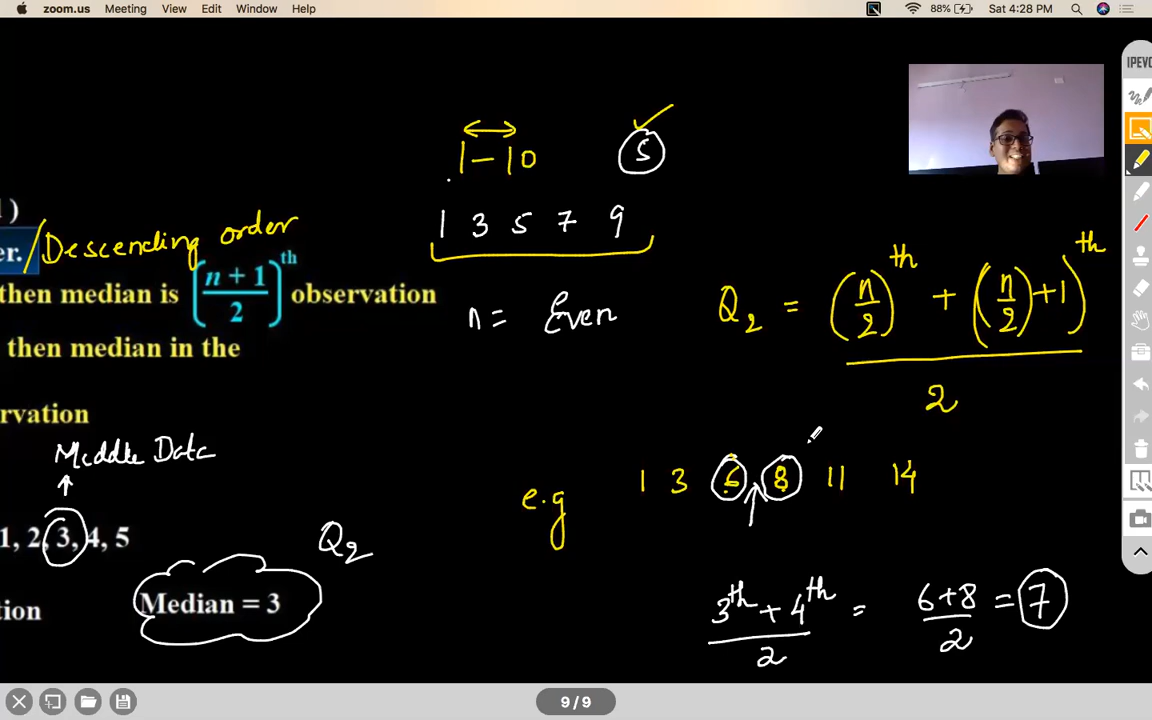 zoom.us Meeting View Edit Window Help 88% Sat 4:28 PM
IPEVO
1 – 10 5
1 )
er. / Descending order
1 3 5 7 9
then median is (n + 1 / 2)th observation
n = Even
Q2 = (n/2)th + ((n/2)+1)th / 2
then median in the
rvation
Middle Data
e.g 1 3 6 8 11 14
1, 2, 3, 4, 5
Q2
Median = 3
tion
3th + 4th / 2 = 6+8 / 2 = 7
9 / 9